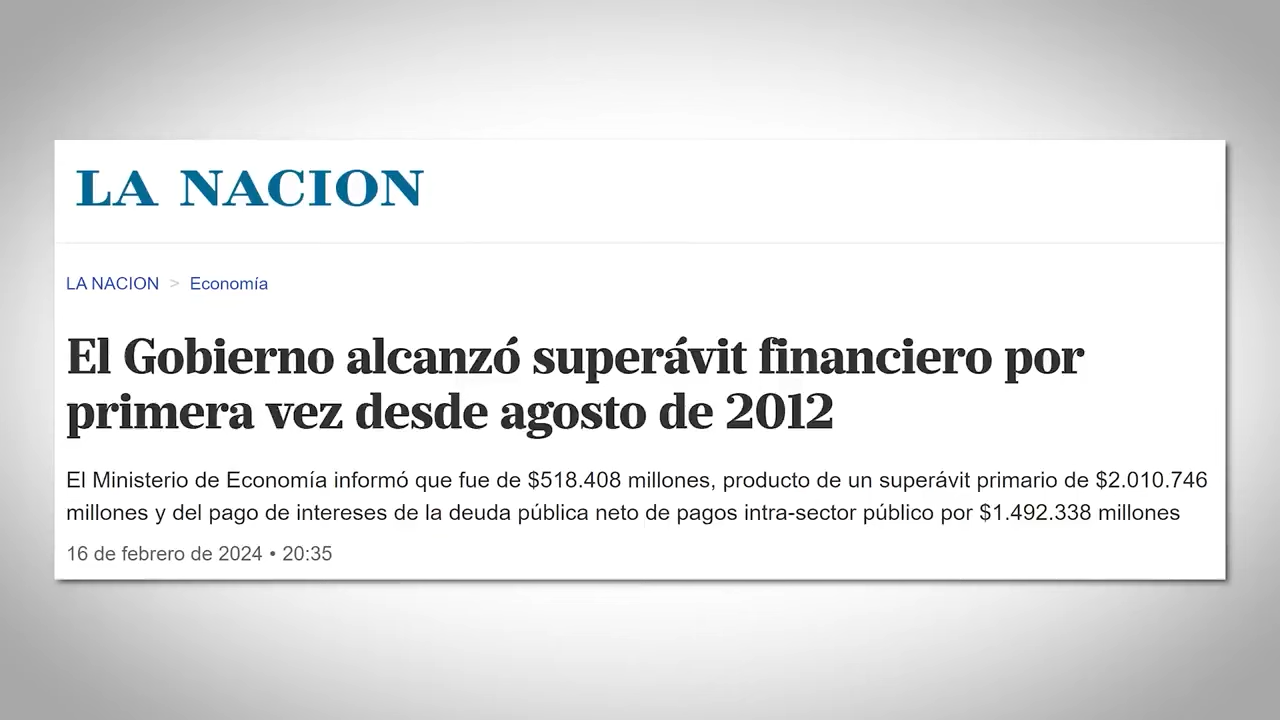 LA NACION
LA NACION > Economía
El Gobierno alcanzó superávit financiero por
primera vez desde agosto de 2012
El Ministerio de Economía informó que fue de $518.408 millones, producto de un superávit primario de $2.010.746
millones y del pago de intereses de la deuda pública neto de pagos intra-sector público por $1.492.338 millones
16 de febrero de 2024 • 20:35